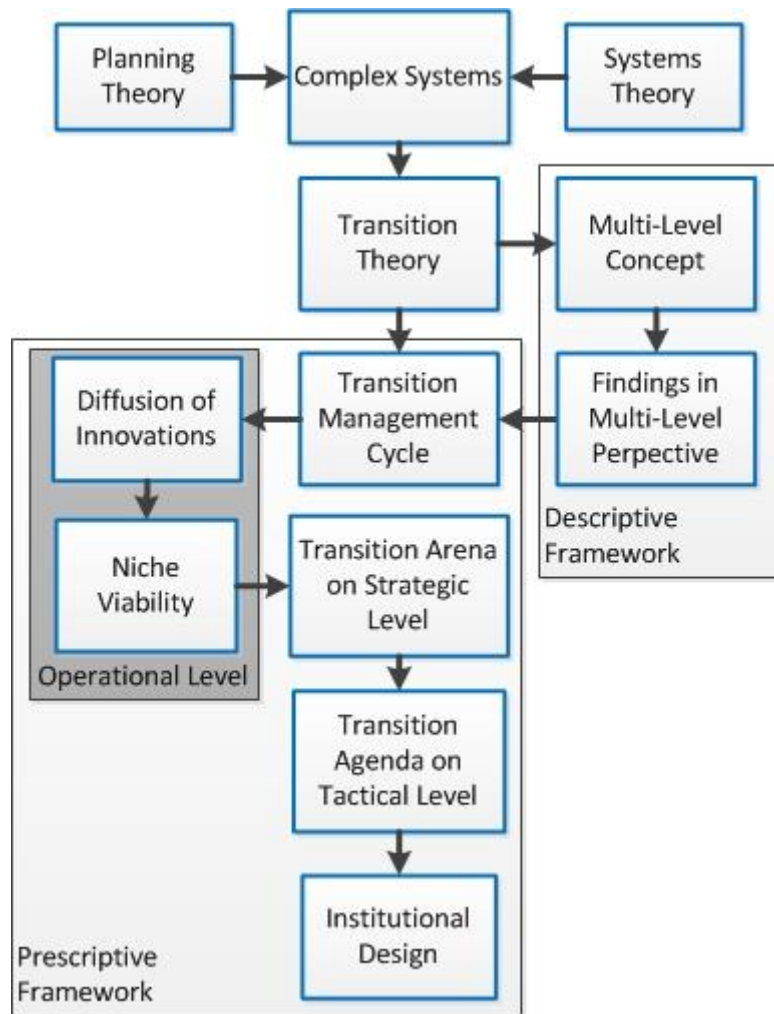 Planning
Theory
Complex Systems
Systems
Theory
Transition
Theory
Multi-Level
Concept
Diffusion of
Innovations
Transition
Management
Cycle
Findings in
Multi-Level
Perpective
Descriptive
Framework
Niche
Viability
Operational Level
Transition Arena
on Strategic
Level
Transition
Agenda on
Tactical Level
Institutional
Design
Prescriptive
Framework